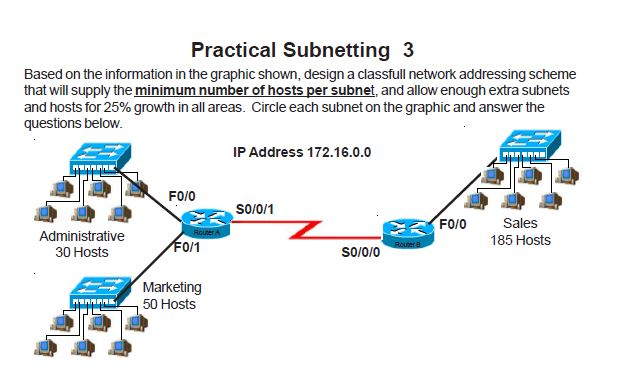 Practical Subnetting 3
Based on the information in the graphic shown, design a classfull network addressing scheme
that will supply the minimum number of hosts per subnet, and allow enough extra subnets
and hosts for 25% growth in all areas. Circle each subnet on the graphic and answer the
questions below.
IP Address 172.16.0.0
F0/0
S0/0/1
Router A
F0/1
Administrative
30 Hosts
F0/0
Router B
S0/0/0
Sales
185 Hosts
Marketing
50 Hosts